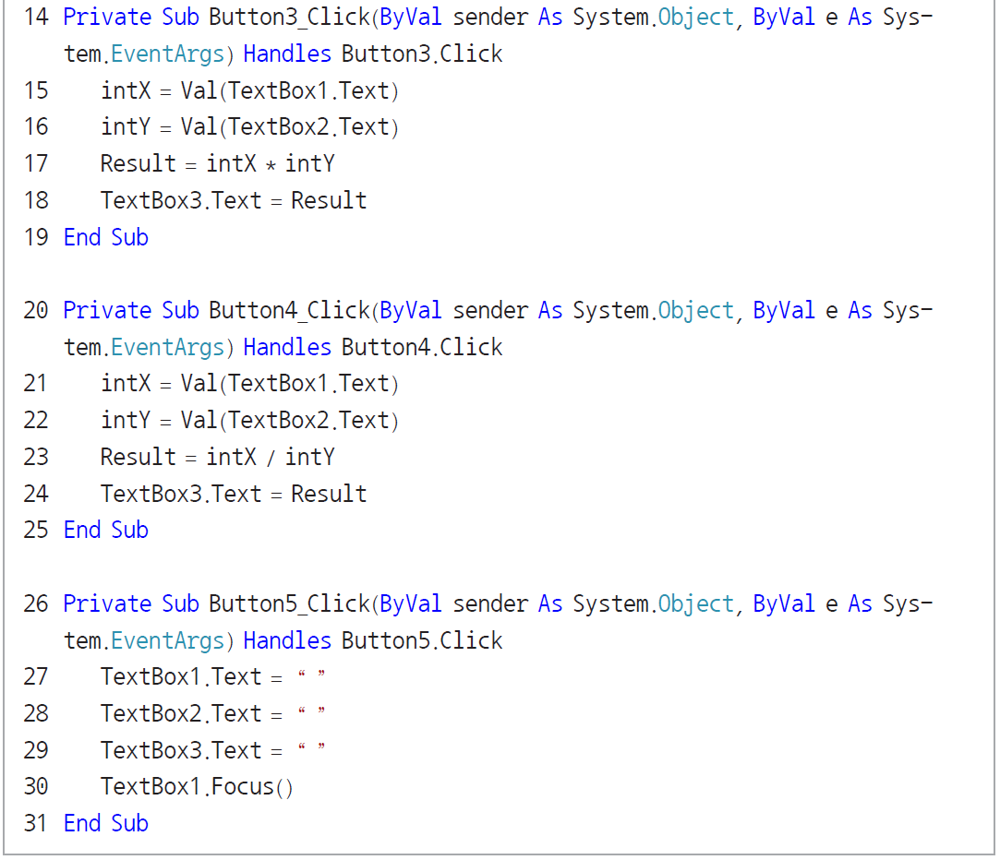 14 Private Sub Button3_Click(ByVal sender As System.Object, ByVal e As Sys-
tem.EventArgs) Handles Button3.Click
15 intX = Val(TextBox1.Text)
16 intY = Val(TextBox2.Text)
17 Result = intX * intY
18 TextBox3.Text = Result
19 End Sub
20 Private Sub Button4_Click(ByVal sender As System.Object, ByVal e As Sys-
tem.EventArgs) Handles Button4.Click
21 intX = Val(TextBox1.Text)
22 intY = Val(TextBox2.Text)
23 Result = intX / intY
24 TextBox3.Text = Result
25 End Sub
26 Private Sub Button5_Click(ByVal sender As System.Object, ByVal e As Sys-
tem.EventArgs) Handles Button5.Click
27 TextBox1.Text = “ ”
28 TextBox2.Text = “ ”
29 TextBox3.Text = “ ”
30 TextBox1.Focus()
31 End Sub